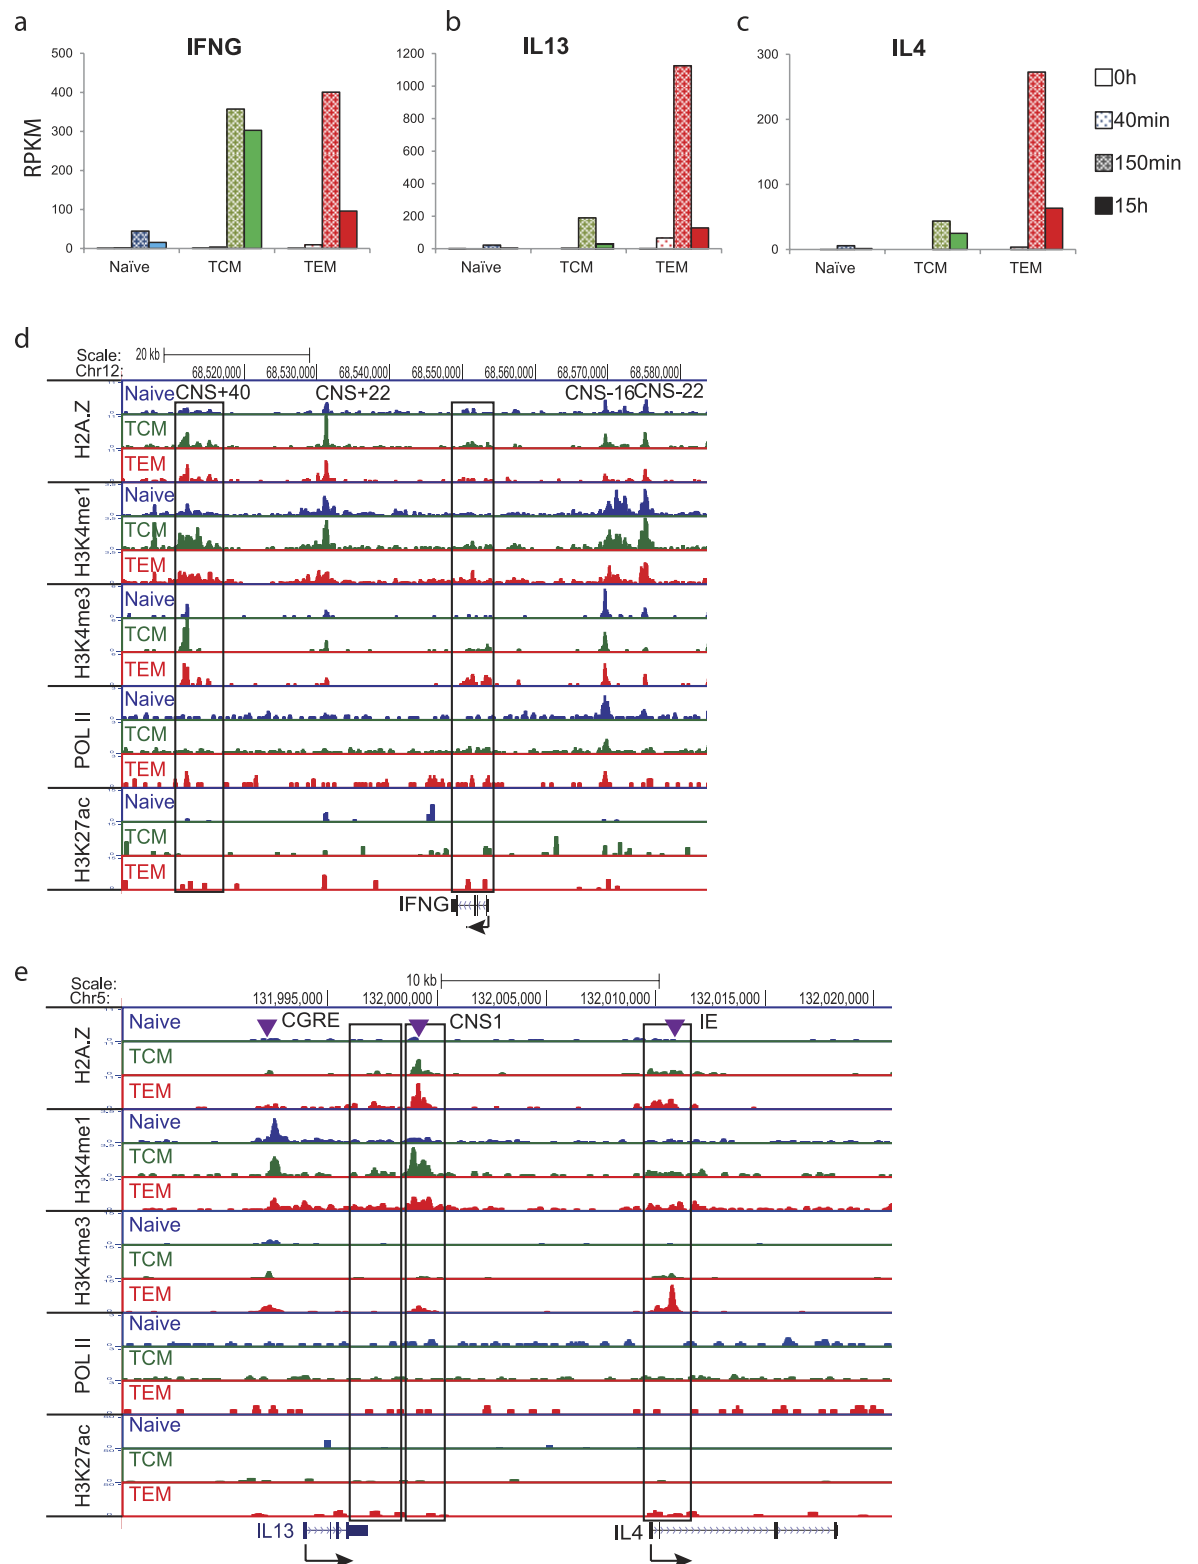 a
b
c
IFNG
IL13
IL4
500
400
300
200
100
0
RPKM
Naïve
TCM
TEM
1200
1000
800
600
400
200
0
Naïve
TCM
TEM
300
200
100
0
Naïve
TCM
TEM
0h
40min
150min
15h
d
Scale:
20 kb
Chr12:
68,520,000
68,530,000
68,540,000
68,550,000
68,560,000
68,570,000
68,580,000
CNS+40
CNS+22
CNS-16
CNS-22
H2A.Z
Naive
TCM
TEM
H3K4me1
Naive
TCM
TEM
H3K4me3
Naive
TCM
TEM
POL II
Naive
TCM
TEM
H3K27ac
Naive
TCM
TEM
IFNG
e
Scale:
10 kb
Chr5:
131,995,000
132,000,000
132,005,000
132,010,000
132,015,000
132,020,000
CGRE
CNS1
IE
H2A.Z
Naive
TCM
TEM
H3K4me1
Naive
TCM
TEM
H3K4me3
Naive
TCM
TEM
POL II
Naive
TCM
TEM
H3K27ac
Naive
TCM
TEM
IL13
IL4